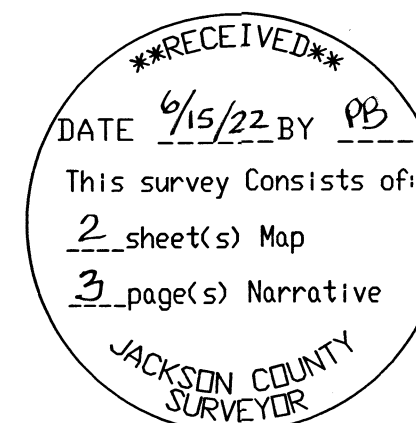 **RECEIVED**
DATE 6/15/22 BY PB
This survey Consists of:
2 sheet(s) Map
3 page(s) Narrative
JACKSON COUNTY
SURVEYOR